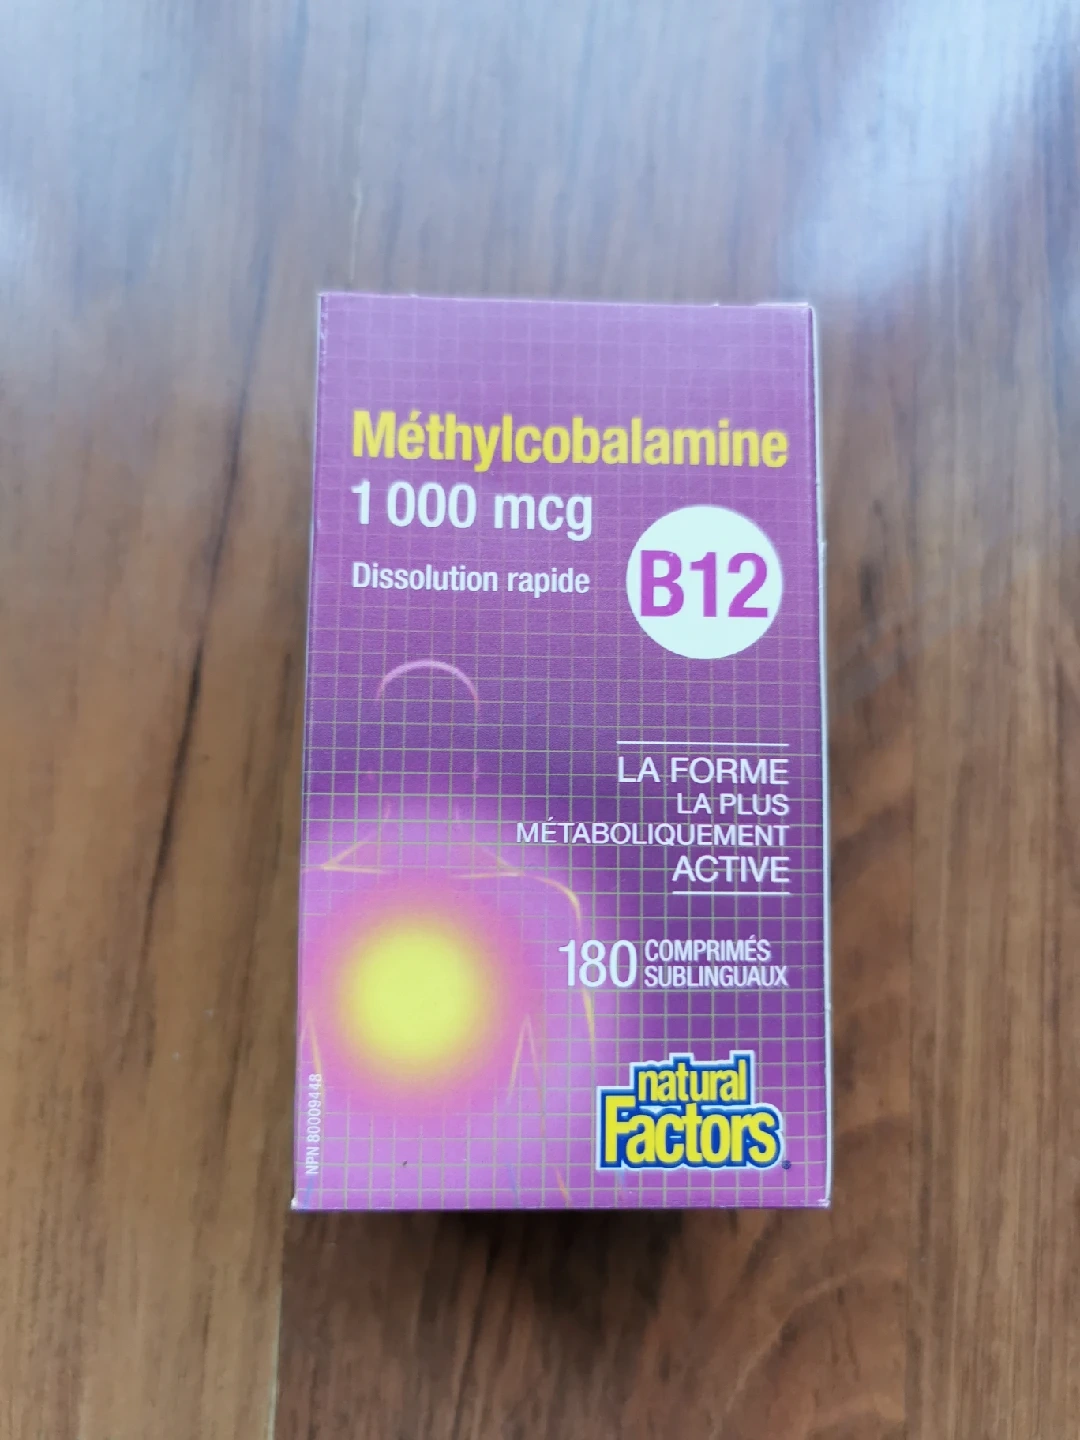 Méthylcobalamine
1 000 mcg
Dissolution rapide
B12
LA FORME
LA PLUS
MÉTABOLIQUEMENT
ACTIVE
180 COMPRIMÉS
SUBLINGUAUX
natural
Factors®
NPN 80009448